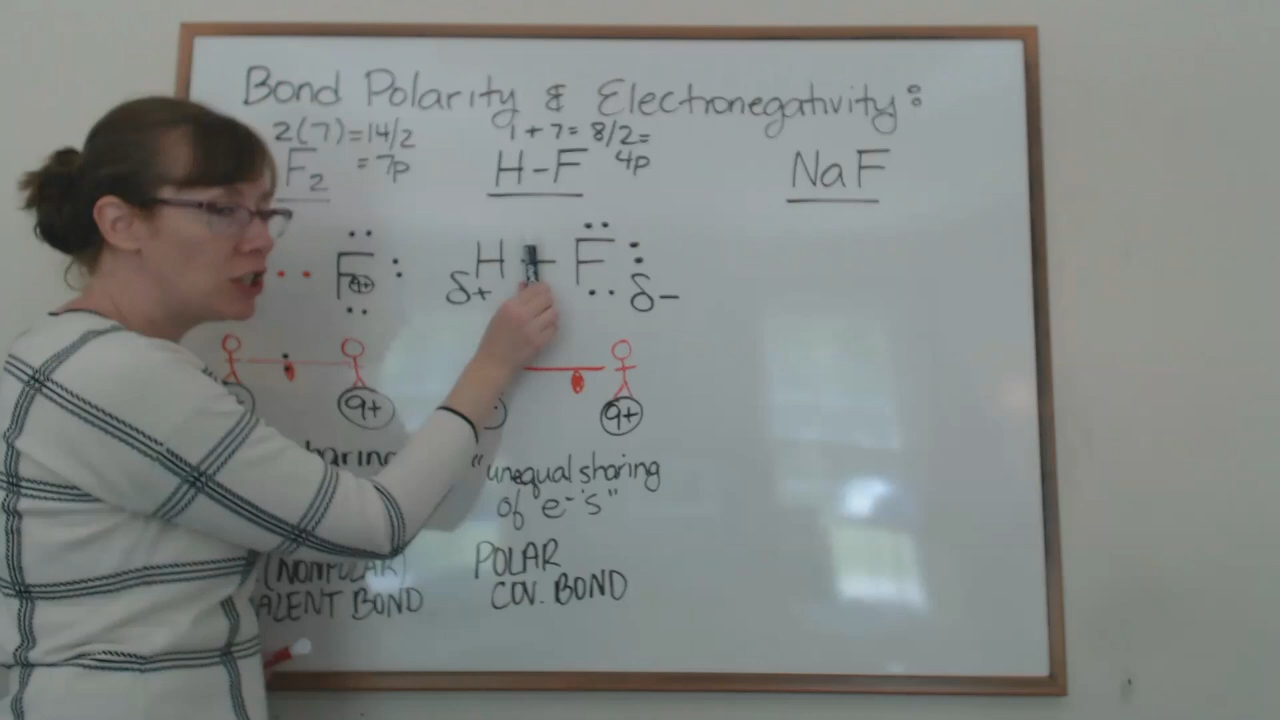 Bond Polarity & Electronegativity:
2(7)=14/2
= 7p
F2
1+7= 8/2=
4p
H-F
NaF
F
9+
H - F
δ+
δ-
9+
9+
"unequal sharing
of e-'s"
POLAR
COV. BOND
(NONPOLAR)
ALENT BOND